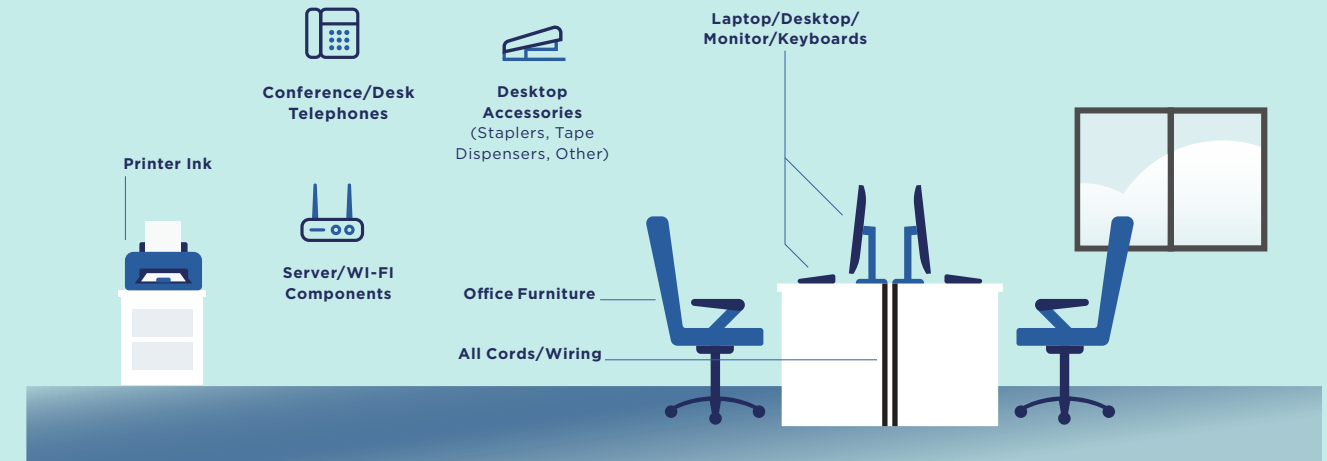 Laptop/Desktop/
Monitor/Keyboards
Conference/Desk
Telephones
Desktop
Accessories
(Staplers, Tape
Dispensers, Other)
Printer Ink
Server/WI-FI
Components
Office Furniture
All Cords/Wiring